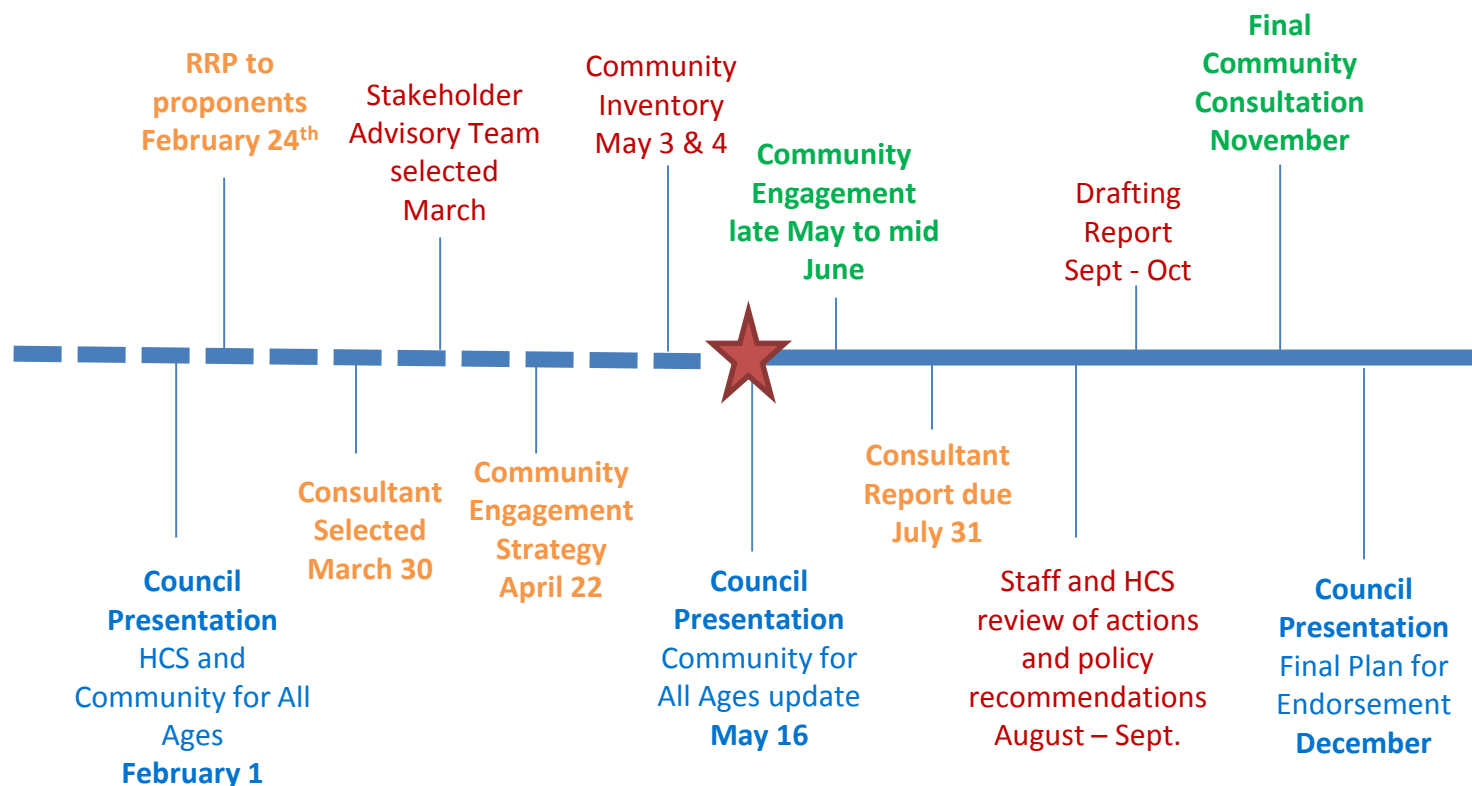 RRP to
proponents
February 24th
Stakeholder
Advisory Team
selected
March
Community
Inventory
May 3 & 4
Community
Engagement
late May to mid
June
Drafting
Report
Sept - Oct
Final
Community
Consultation
November
Council
Presentation
HCS and
Community for All
Ages
February 1
Consultant
Selected
March 30
Community
Engagement
Strategy
April 22
Council
Presentation
Community for
All Ages update
May 16
Consultant
Report due
July 31
Staff and HCS
review of actions
and policy
recommendations
August – Sept.
Council
Presentation
Final Plan for
Endorsement
December